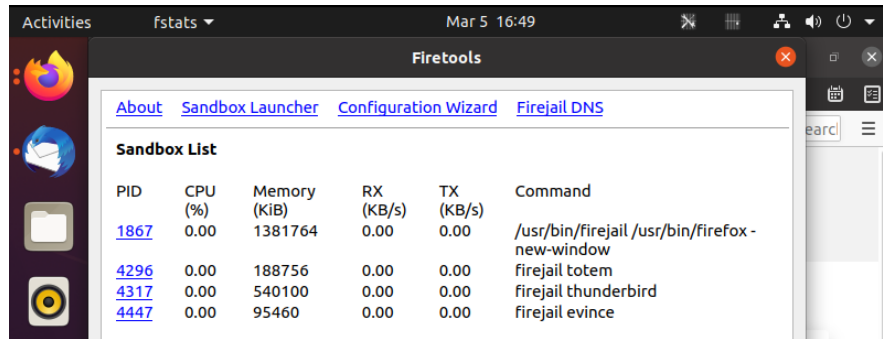 Activities fstats Mar 5 16:49
Firetools
About Sandbox Launcher Configuration Wizard Firejail DNS
earcl
Sandbox List
PID CPU Memory RX TX Command
(%) (KiB) (KB/s) (KB/s)
1867 0.00 1381764 0.00 0.00 /usr/bin/firejail /usr/bin/firefox -
new-window
4296 0.00 188756 0.00 0.00 firejail totem
4317 0.00 540100 0.00 0.00 firejail thunderbird
4447 0.00 95460 0.00 0.00 firejail evince